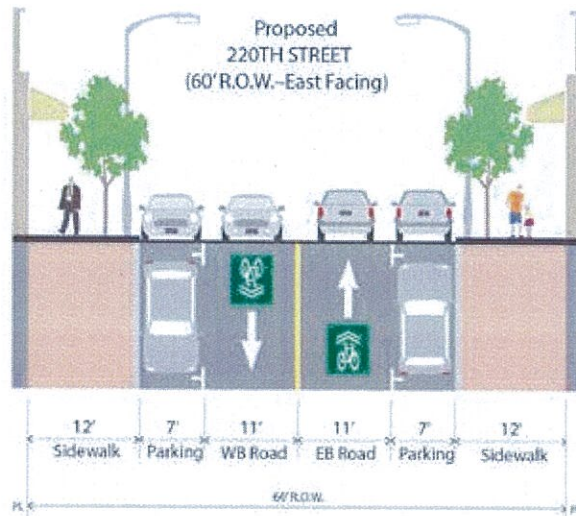 Proposed
220TH STREET
(60' R.O.W.-East Facing)
12' 7' 11' 11' 7' 12'
Sidewalk Parking WB Road EB Road Parking Sidewalk
PL 60' R.O.W.